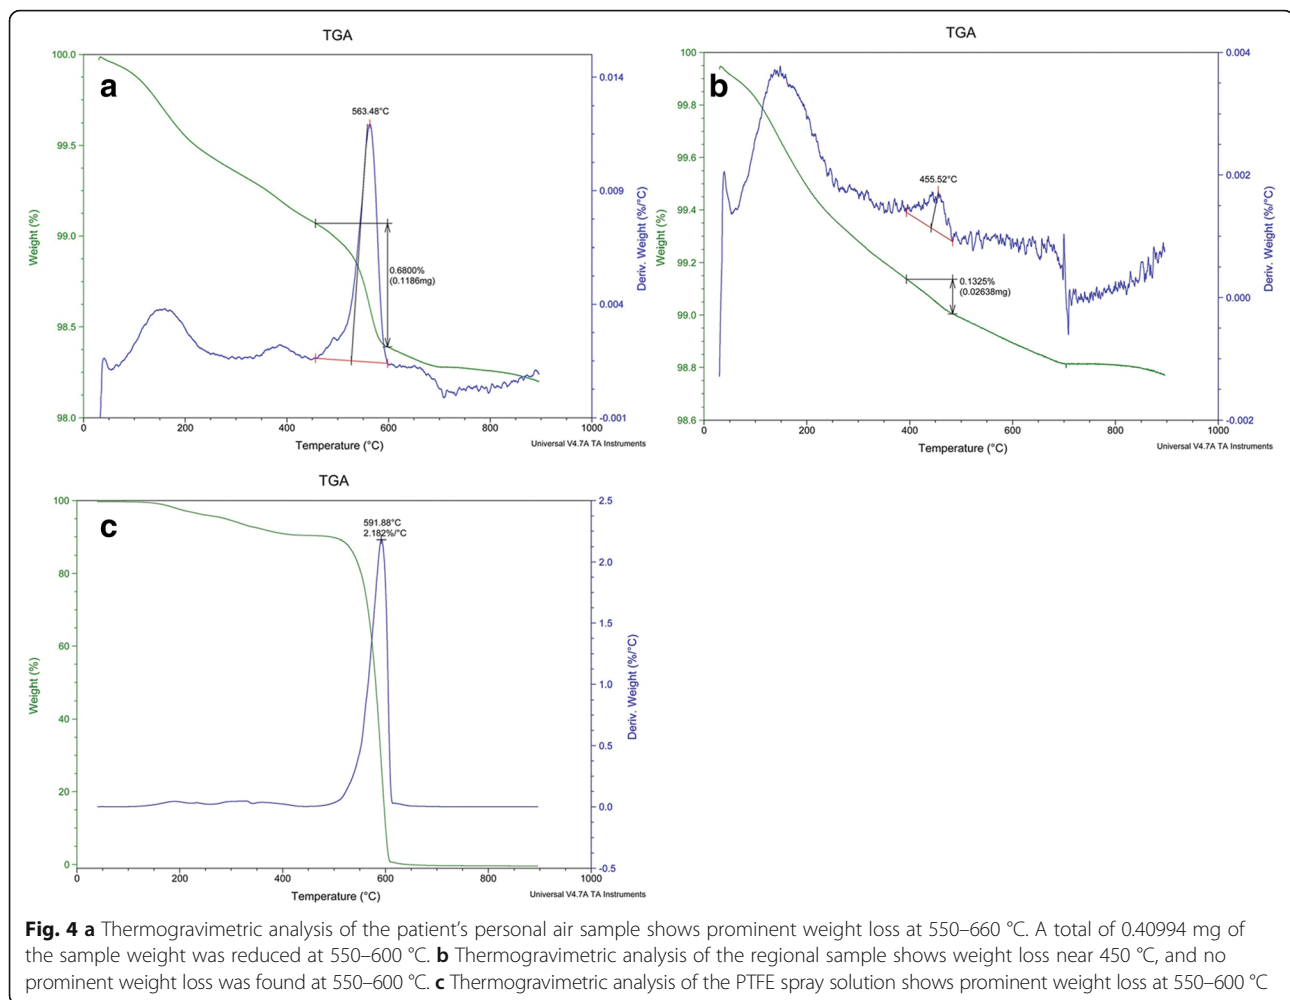 TGA
a
100.0
99.5
99.0
98.5
98.0
Weight (%)
563.48°C
0.6800%
(0.1186mg)
0.014
0.009
0.004
-0.001
Deriv. Weight (%/°C)
0 200 400 600 800 1000
Temperature (°C)
Universal V4.7A TA Instruments
TGA
b
100
99.8
99.6
99.4
99.2
99.0
98.8
98.6
Weight (%)
455.52°C
0.1325%
(0.02638mg)
0.004
0.002
0.000
-0.002
Deriv. Weight (%/°C)
0 200 400 600 800 1000
Temperature (°C)
Universal V4.7A TA Instruments
TGA
c
100
80
60
40
20
0
Weight (%)
591.88°C
2.182%/°C
2.5
2.0
1.5
1.0
0.5
0.0
-0.5
Deriv. Weight (%/°C)
0 200 400 600 800 1000
Temperature (°C)
Universal V4.7A TA Instruments
Fig. 4 a Thermogravimetric analysis of the patient's personal air sample shows prominent weight loss at 550–660 °C. A total of 0.40994 mg of
the sample weight was reduced at 550–600 °C. b Thermogravimetric analysis of the regional sample shows weight loss near 450 °C, and no
prominent weight loss was found at 550–600 °C. c Thermogravimetric analysis of the PTFE spray solution shows prominent weight loss at 550–600 °C